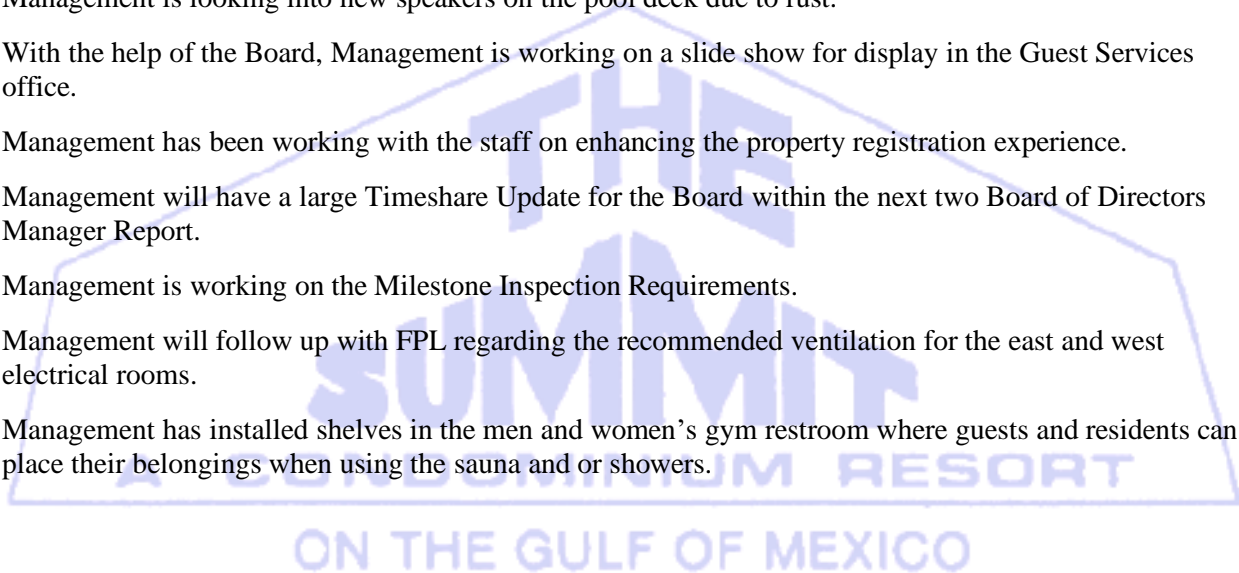 Management is looking into new speakers on the pool deck due to rust.
With the help of the Board, Management is working on a slide show for display in the Guest Services
office.
Management has been working with the staff on enhancing the property registration experience.
Management will have a large Timeshare Update for the Board within the next two Board of Directors
Manager Report.
Management is working on the Milestone Inspection Requirements.
Management will follow up with FPL regarding the recommended ventilation for the east and west
electrical rooms.
Management has installed shelves in the men and women’s gym restroom where guests and residents can
place their belongings when using the sauna and or showers.
THE
SUMMIT
A CONDOMINIUM RESORT
ON THE GULF OF MEXICO